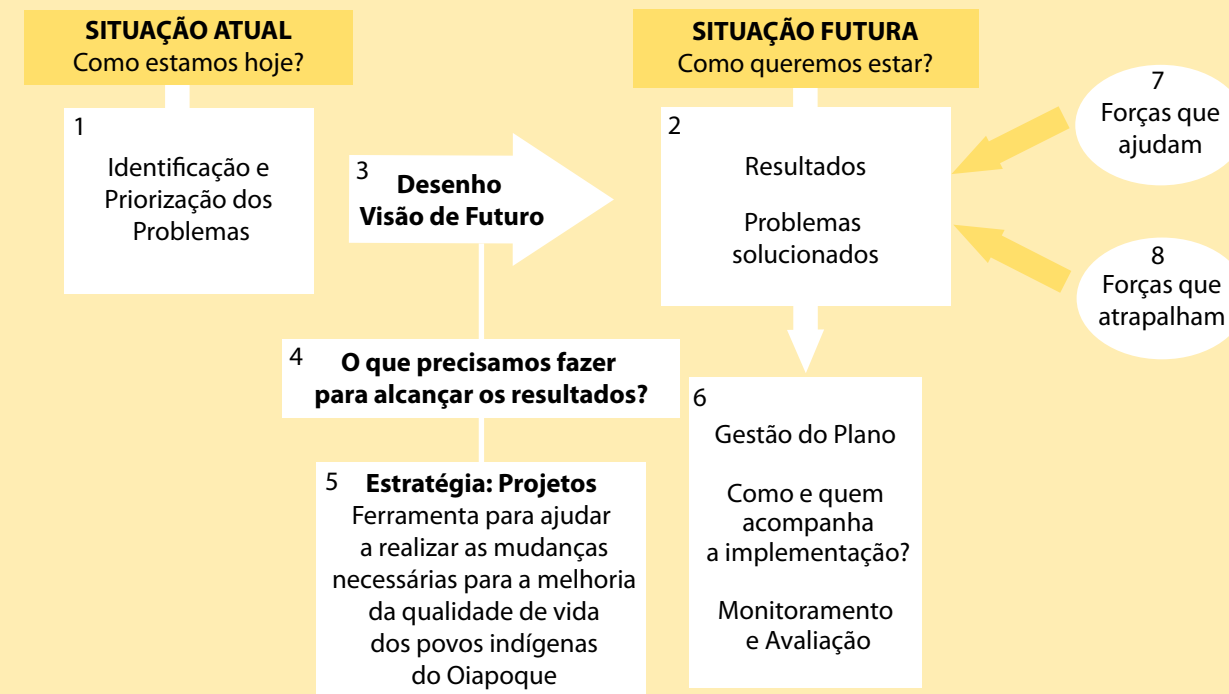 SITUAÇÃO ATUAL
Como estamos hoje?
1
Identificação e
Priorização dos
Problemas
3
Desenho
Visão de Futuro
SITUAÇÃO FUTURA
Como queremos estar?
2
Resultados
Problemas
solucionados
7
Forças que
ajudam
8
Forças que
atrapalham
4
O que precisamos fazer
para alcançar os resultados?
5 Estratégia: Projetos
Ferramenta para ajudar
a realizar as mudanças
necessárias para a melhoria
da qualidade de vida
dos povos indígenas
do Oiapoque
6
Gestão do Plano
Como e quem
acompanha
a implementação?
Monitoramento
e Avaliação